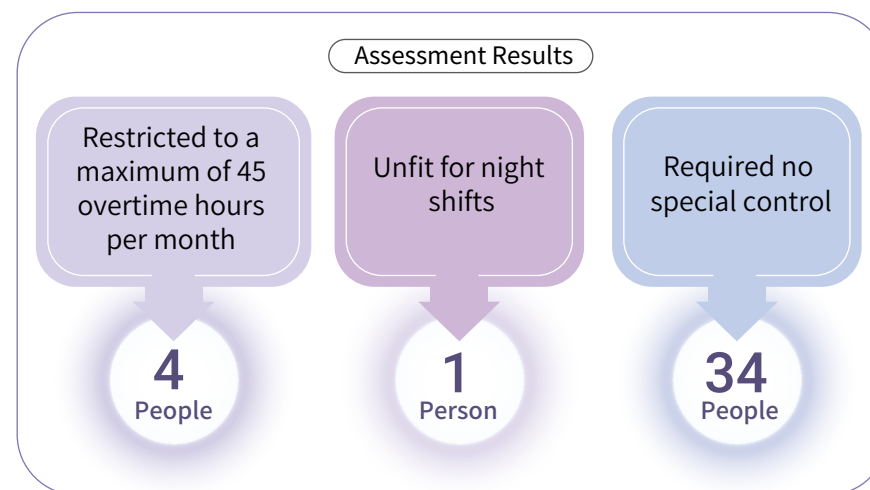 Assessment Results
Restricted to a
maximum of 45
overtime hours
per month
4
People
Unfit for night
shifts
1
Person
Required no
special control
34
People